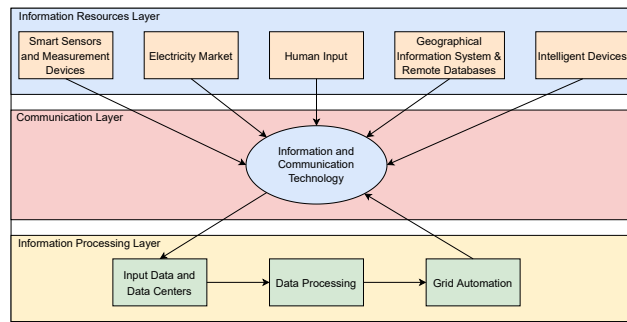 Information Resources Layer
Smart Sensors
and Measurement
Devices
Electricity Market
Human Input
Geographical
Information System
& Remote Databases
Intelligent Devices
Communication Layer
Information and
Communication
Technology
Information Processing Layer
Input Data and
Data Centers
Data Processing
Grid Automation